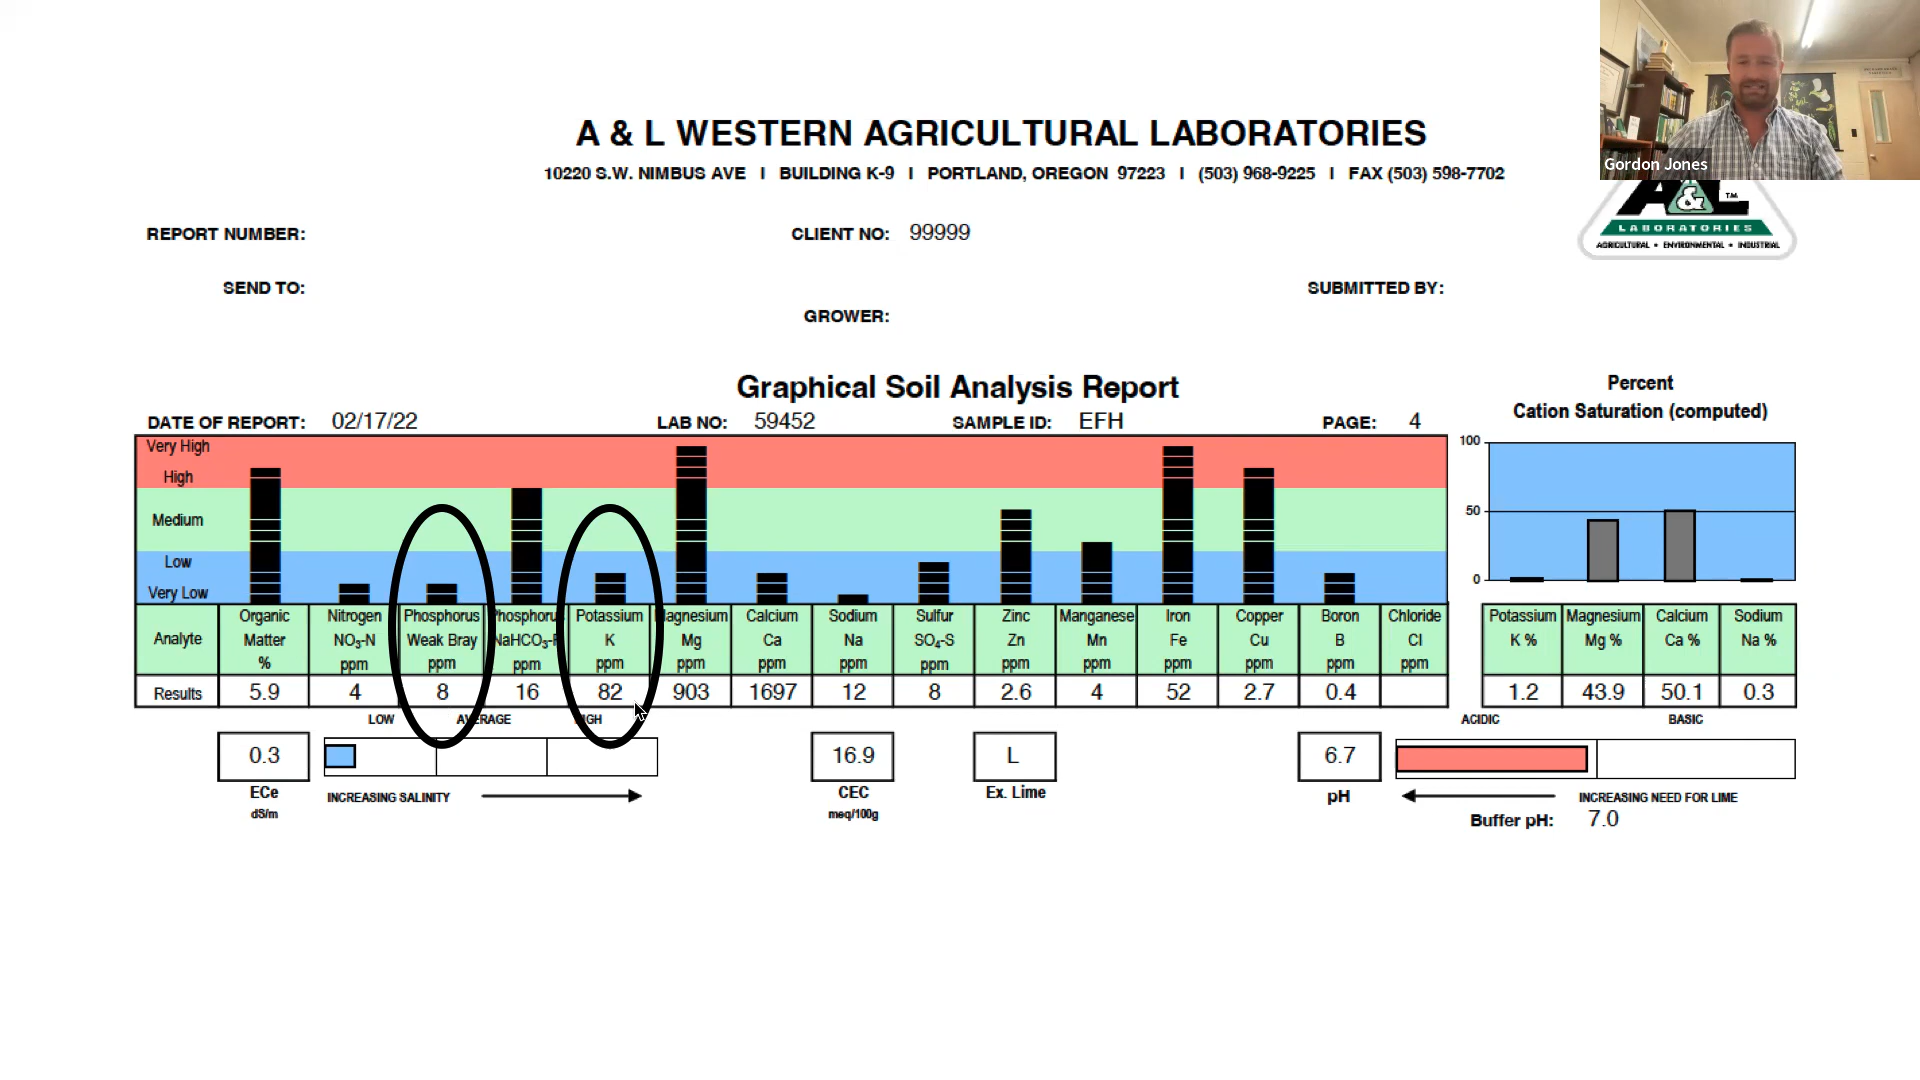 Gordon Jones
A & L WESTERN AGRICULTURAL LABORATORIES
10220 S.W. NIMBUS AVE I BUILDING K-9 I PORTLAND, OREGON 97223 I (503) 968-9225 I FAX (503) 598-7702
A&L TM
LABORATORIES
AGRICULTURAL • ENVIRONMENTAL • INDUSTRIAL
REPORT NUMBER: CLIENT NO: 99999
SEND TO: SUBMITTED BY:
GROWER:
Graphical Soil Analysis Report
Percent
Cation Saturation (computed)
DATE OF REPORT: 02/17/22 LAB NO: 59452 SAMPLE ID: EFH PAGE: 4
Very High
High
Medium
Low
Very Low
100
50
0
Analyte
Organic Matter %
Nitrogen NO3-N ppm
Phosphorus Weak Bray ppm
Phosphorus NaHCO3-P ppm
Potassium K ppm
Magnesium Mg ppm
Calcium Ca ppm
Sodium Na ppm
Sulfur SO4-S ppm
Zinc Zn ppm
Manganese Mn ppm
Iron Fe ppm
Copper Cu ppm
Boron B ppm
Chloride Cl ppm
Potassium K %
Magnesium Mg %
Calcium Ca %
Sodium Na %
Results 5.9 4 8 16 82 903 1697 12 8 2.6 4 52 2.7 0.4 1.2 43.9 50.1 0.3
LOW AVERAGE HIGH ACIDIC BASIC
0.3 16.9 L 6.7
ECe CEC Ex. Lime pH
dS/m meq/100g
INCREASING SALINITY INCREASING NEED FOR LIME
Buffer pH: 7.0